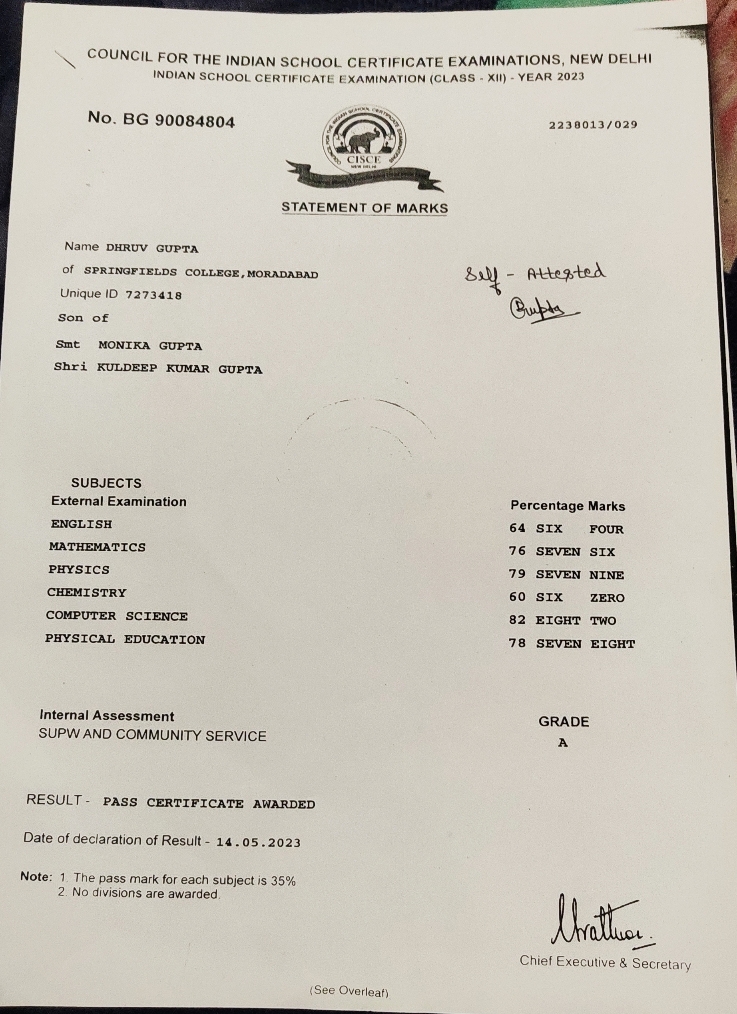 COUNCIL FOR THE INDIAN SCHOOL CERTIFICATE EXAMINATIONS, NEW DELHI
INDIAN SCHOOL CERTIFICATE EXAMINATION (CLASS - XII) - YEAR 2023
No. BG 90084804
2238013/029
CISCE
NEW DELHI
STATEMENT OF MARKS
Name DHRUV GUPTA
of SPRINGFIELDS COLLEGE,MORADABAD
Self - Attested
Unique ID 7273418
Gupta
Son of
Smt MONIKA GUPTA
Shri KULDEEP KUMAR GUPTA
SUBJECTS
External Examination Percentage Marks
ENGLISH 64 SIX FOUR
MATHEMATICS 76 SEVEN SIX
PHYSICS 79 SEVEN NINE
CHEMISTRY 60 SIX ZERO
COMPUTER SCIENCE 82 EIGHT TWO
PHYSICAL EDUCATION 78 SEVEN EIGHT
Internal Assessment GRADE
SUPW AND COMMUNITY SERVICE A
RESULT - PASS CERTIFICATE AWARDED
Date of declaration of Result - 14.05.2023
Note: 1. The pass mark for each subject is 35%
2. No divisions are awarded.
Chief Executive & Secretary
(See Overleaf)